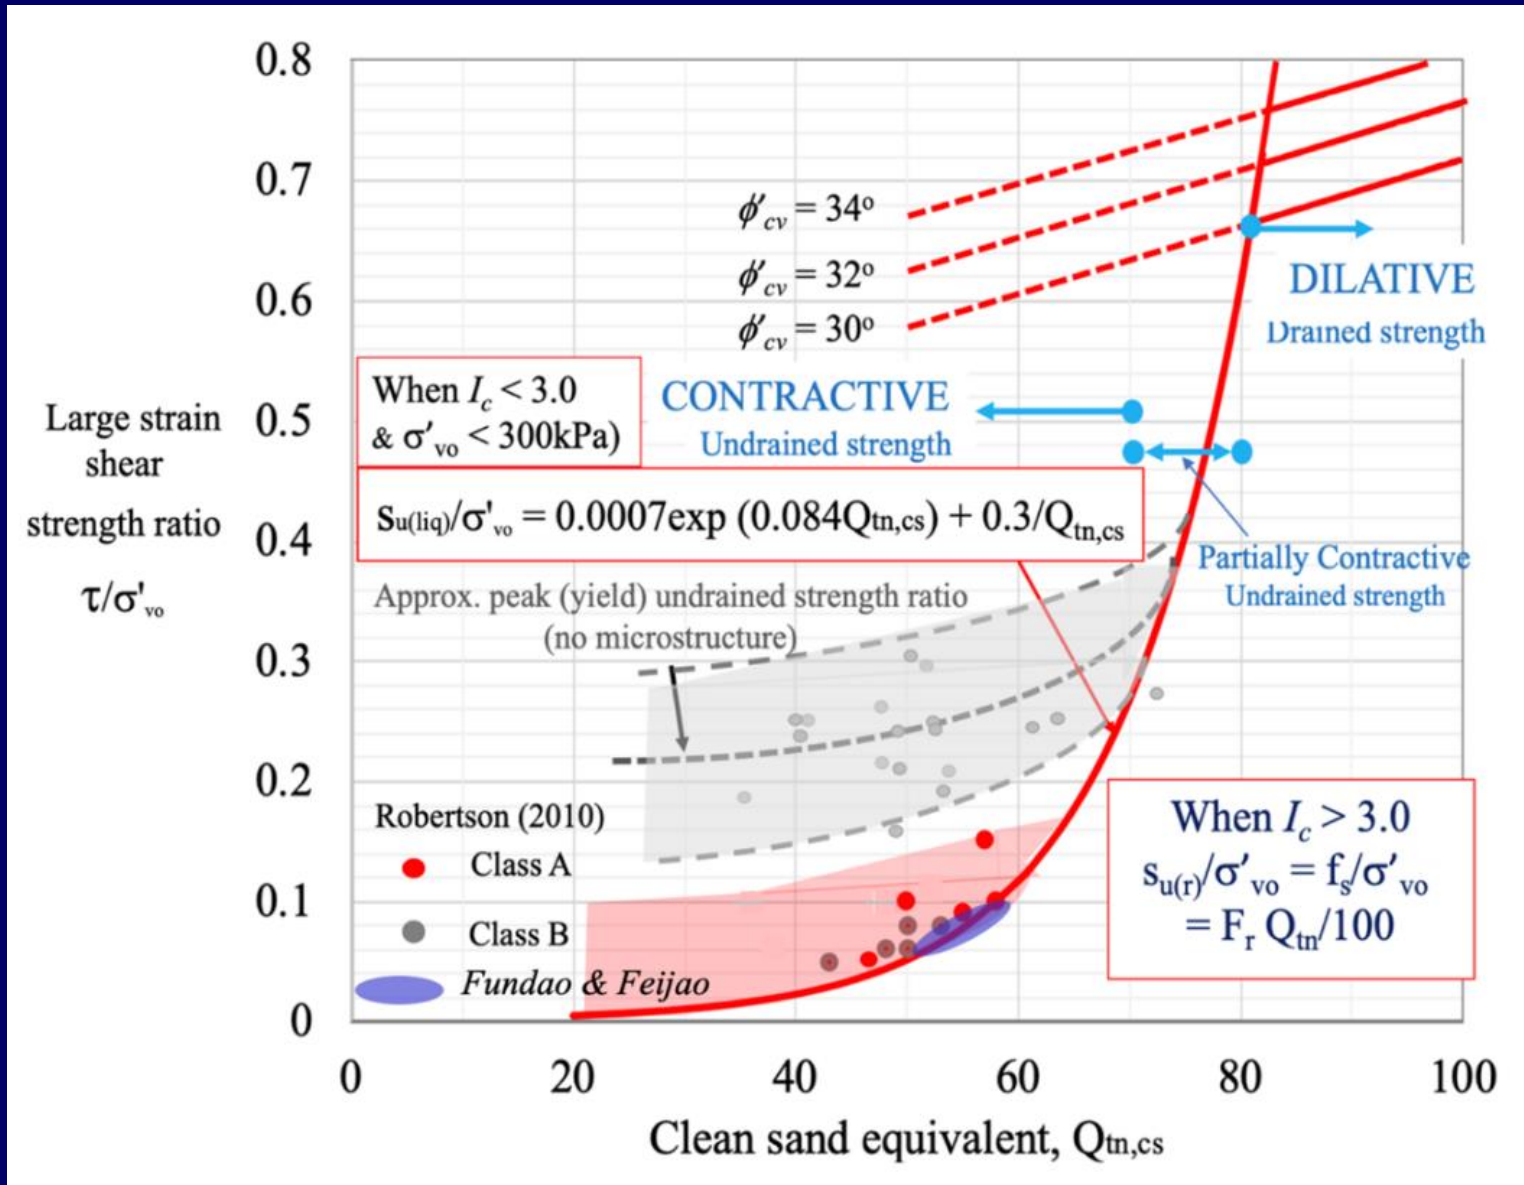 0.8
0.7
0.6
0.5
0.4
0.3
0.2
0.1
0
Large strain
shear
strength ratio
τ/σ'vo
ϕ'cv = 34o
ϕ'cv = 32o
ϕ'cv = 30o
DILATIVE
Drained strength
When Ic < 3.0
& σ'vo < 300kPa)
CONTRACTIVE
Undrained strength
su(liq)/σ'vo = 0.0007exp (0.084Qtn,cs) + 0.3/Qtn,cs
Partially Contractive
Undrained strength
Approx. peak (yield) undrained strength ratio
(no microstructure)
Robertson (2010)
Class A
Class B
Fundao & Feijao
When Ic > 3.0
su(r)/σ'vo = fs/σ'vo
= Fr Qtn/100
0 20 40 60 80 100
Clean sand equivalent, Qtn,cs